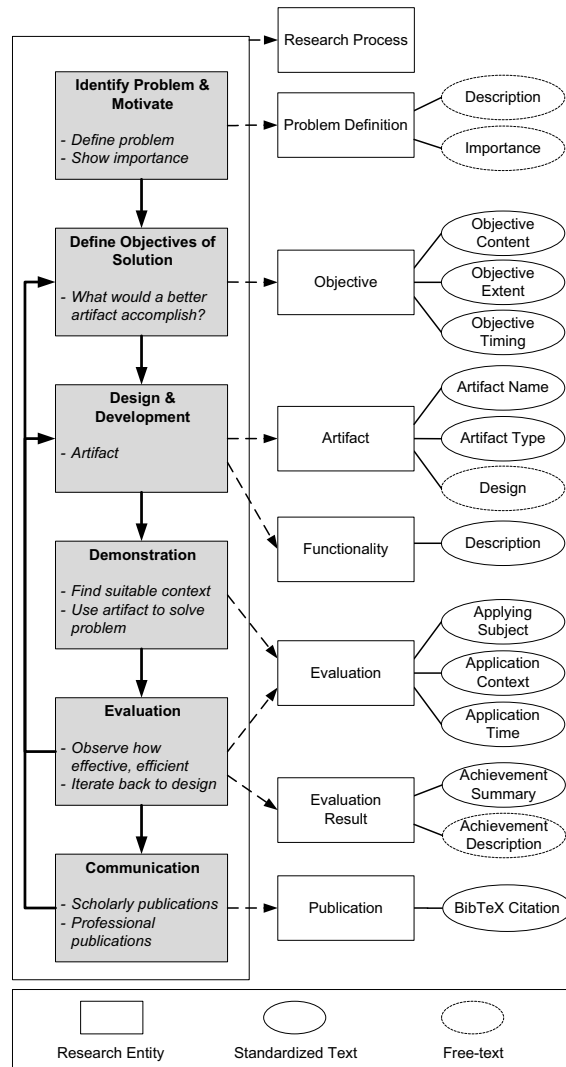 Research Process
Identify Problem &
Motivate
- Define problem
- Show importance
Problem Definition
Description
Importance
Define Objectives of
Solution
- What would a better
artifact accomplish?
Objective
Objective
Content
Objective
Extent
Objective
Timing
Design &
Development
- Artifact
Artifact
Artifact Name
Artifact Type
Design
Functionality
Description
Demonstration
- Find suitable context
- Use artifact to solve
problem
Evaluation
Applying
Subject
Application
Context
Application
Time
Evaluation
- Observe how
effective, efficient
- Iterate back to design
Evaluation
Result
Achievement
Summary
Achievement
Description
Communication
- Scholarly publications
- Professional
publications
Publication
BibTeX Citation
Research Entity
Standardized Text
Free-text